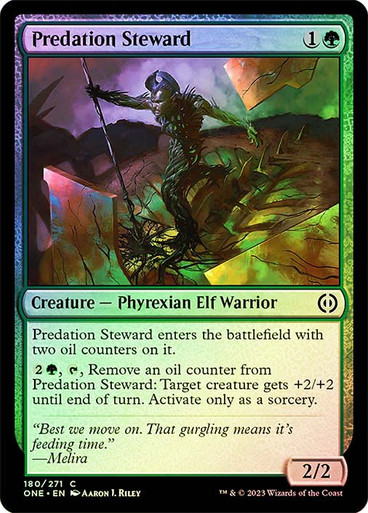 Predation Steward 1
Creature — Phyrexian Elf Warrior
Predation Steward enters the battlefield with
two oil counters on it.
2, , Remove an oil counter from
Predation Steward: Target creature gets +2/+2
until end of turn. Activate only as a sorcery.
“Best we move on. That gurgling means it’s
feeding time.”
—Melira
2/2
180/271 C
ONE • EN Aaron J. Riley
™ & © 2023 Wizards of the Coast